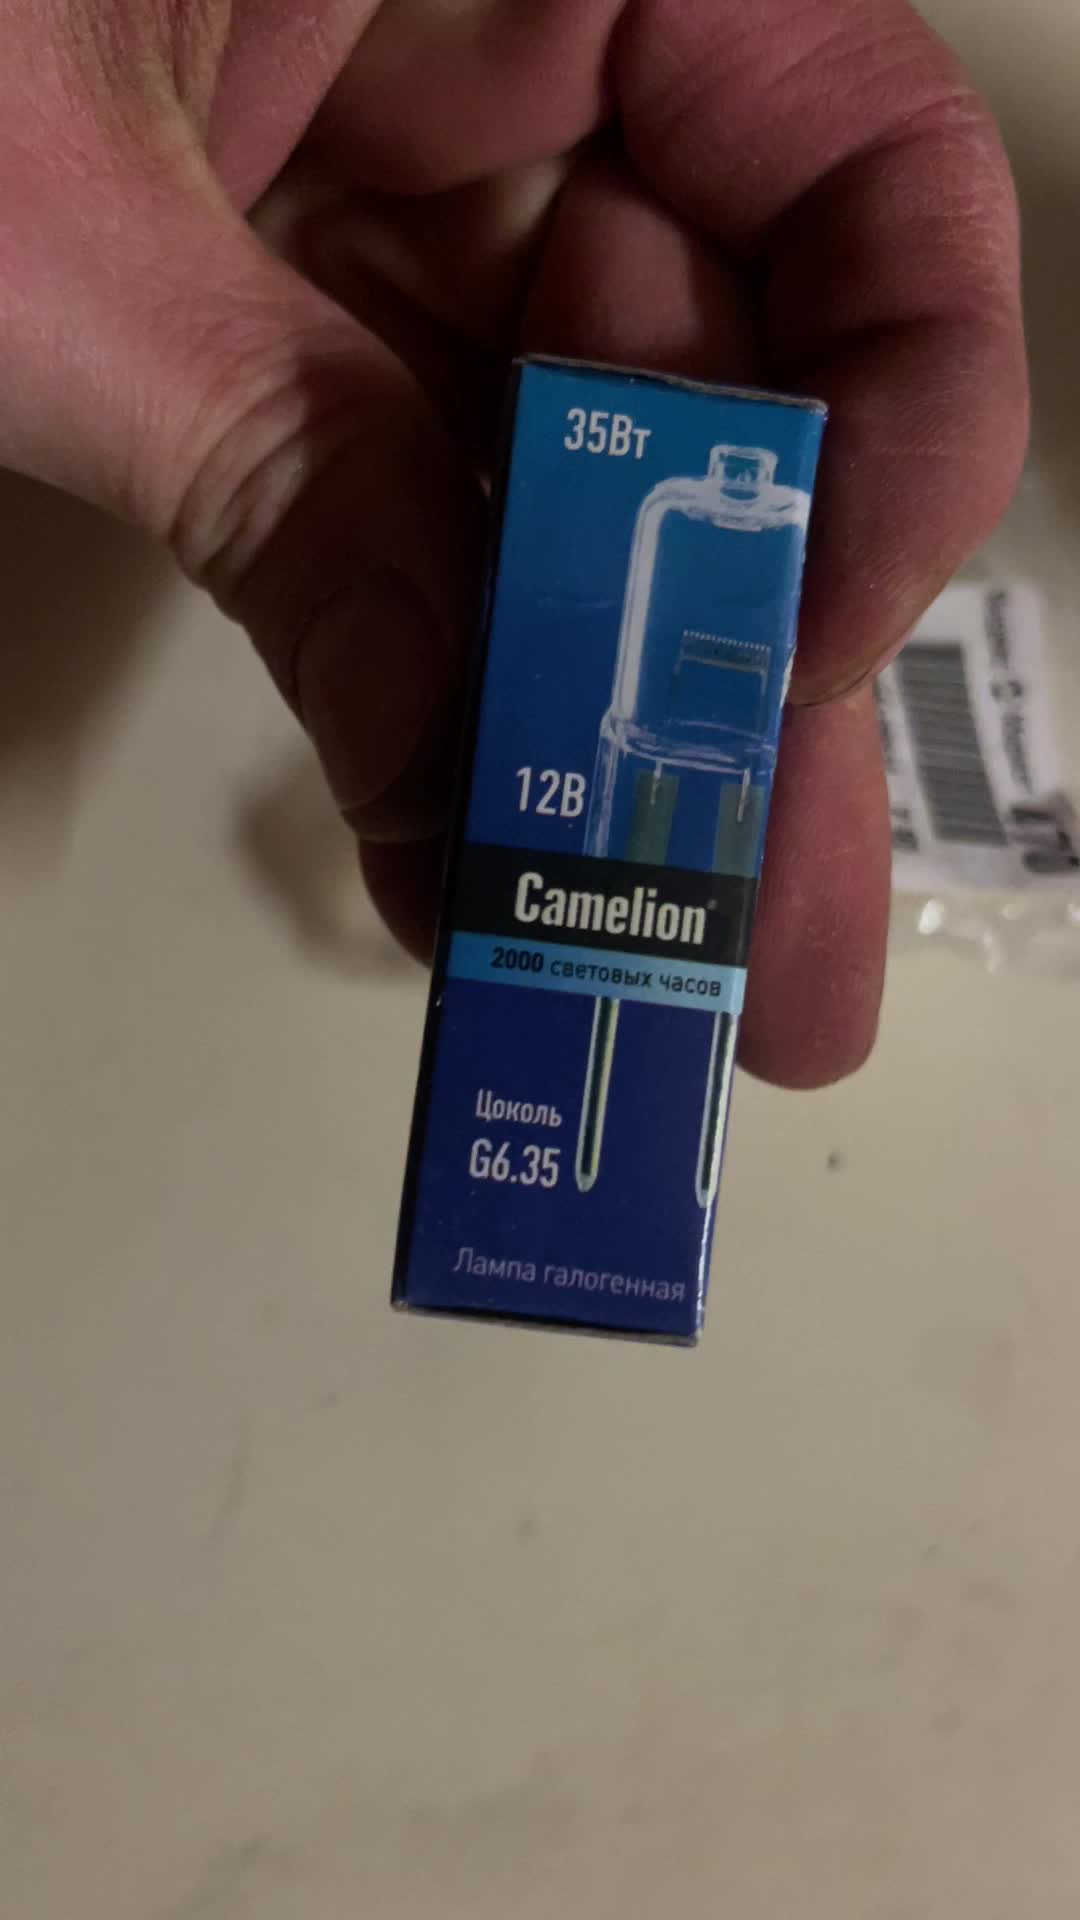 35Вт
12В
Camelion
2000 световых часов
Цоколь
G6.35
Лампа галогенная